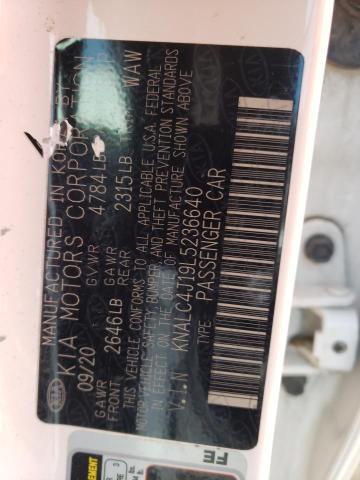 MANUFACTURED IN KOREA BY
KIA MOTORS CORPORATION
09/20 GVWR 4784LB WAW
GAWR FRONT 2646LB GAWR REAR 2315LB
THIS VEHICLE CONFORMS TO ALL APPLICABLE U.S.A. FEDERAL
MOTOR VEHICLE SAFETY, BUMPER, AND THEFT PREVENTION STANDARDS
IN EFFECT ON THE DATE OF MANUFACTURE SHOWN ABOVE
V.I.N KNALC4J19L5236640
TYPE PASSENGER CAR